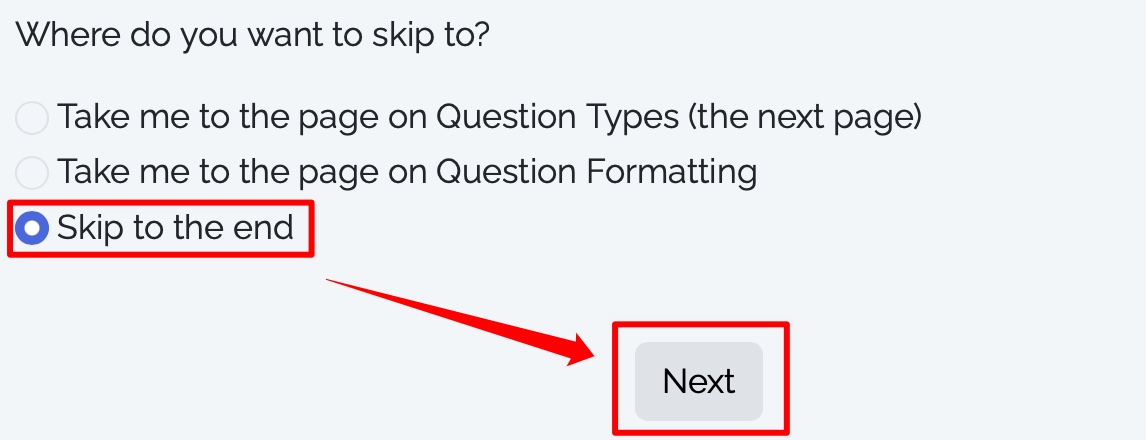 Where do you want to skip to?
Take me to the page on Question Types (the next page)
Take me to the page on Question Formatting
Skip to the end
Next